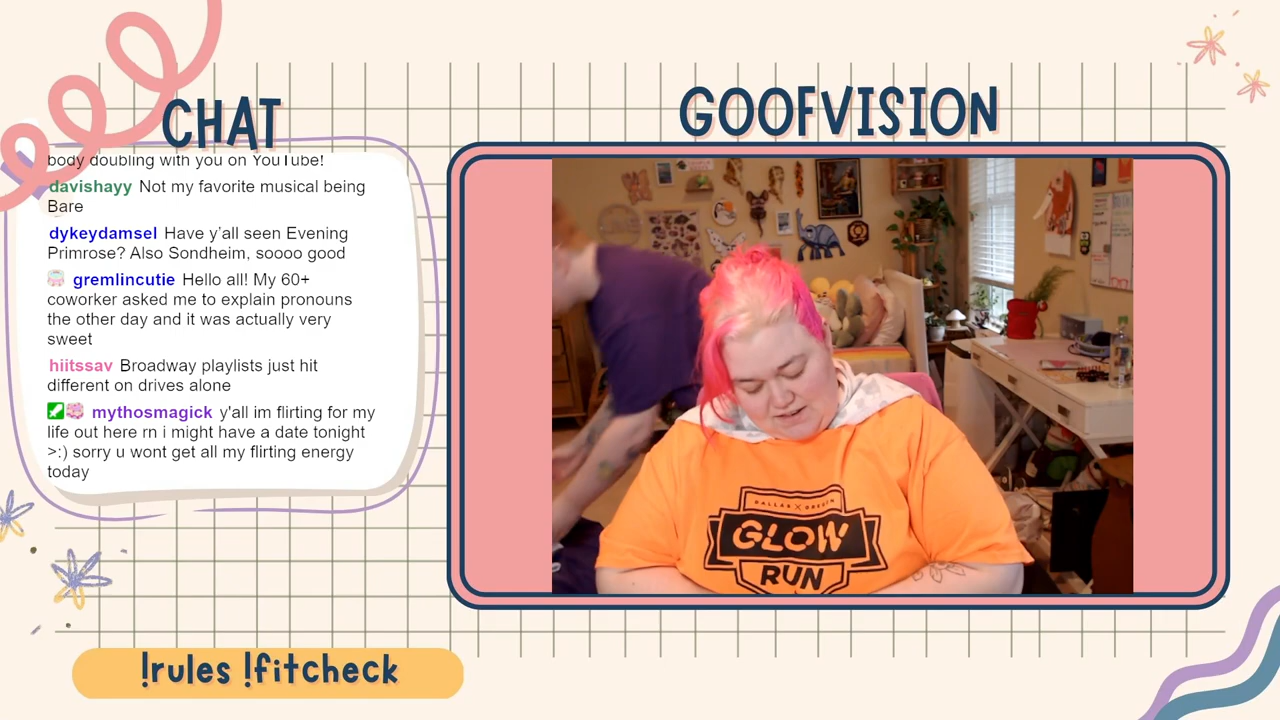 CHAT
GOOFVISION
body doubling with you on YouTube!
davishayy Not my favorite musical being
Bare
dykeydamsel Have y'all seen Evening
Primrose? Also Sondheim, soooo good
gremlincutie Hello all! My 60+
coworker asked me to explain pronouns
the other day and it was actually very
sweet
hiitssav Broadway playlists just hit
different on drives alone
mythosmagick y'all im flirting for my
life out here rn i might have a date tonight
>:) sorry u wont get all my flirting energy
today
DALLAS X OREGIN
GLOW
RUN
!rules !fitcheck